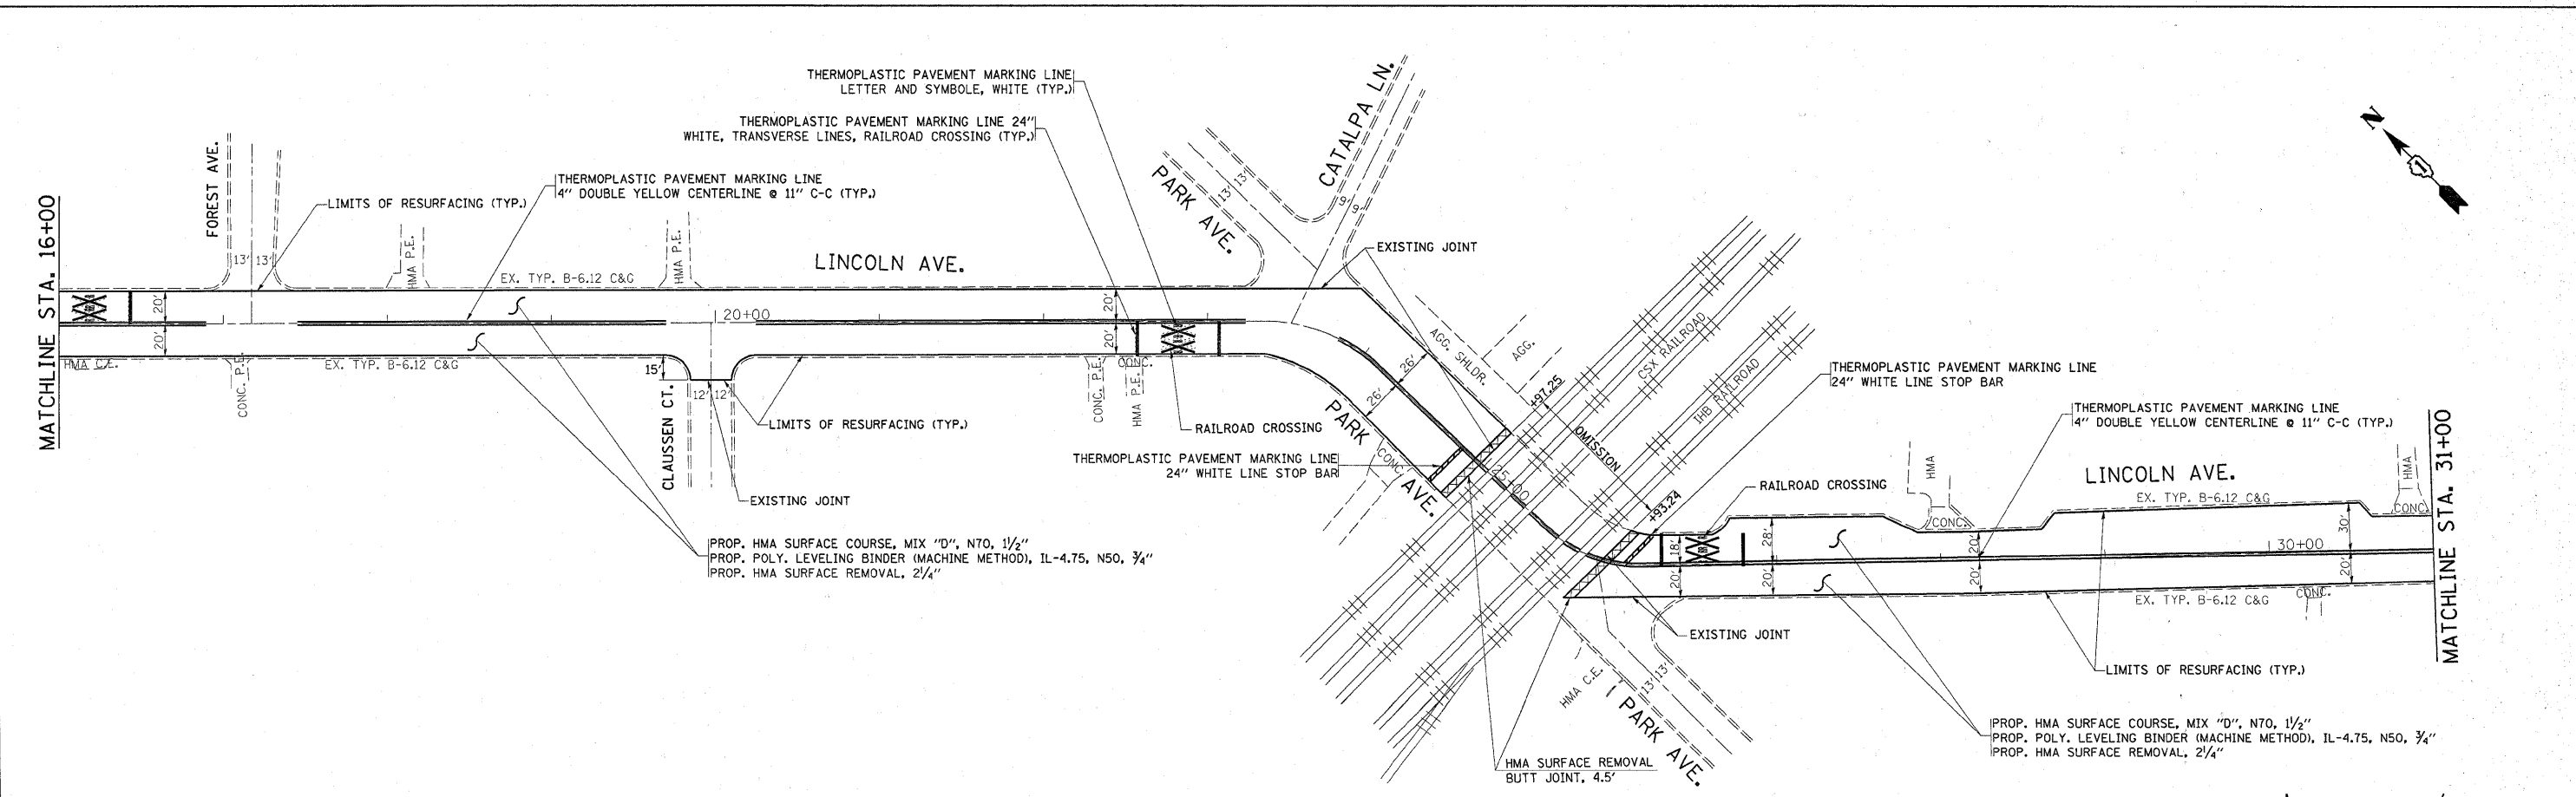 THERMOPLASTIC PAVEMENT MARKING LINE
LETTER AND SYMBOLE, WHITE (TYP.)
THERMOPLASTIC PAVEMENT MARKING LINE 24"
WHITE, TRANSVERSE LINES, RAILROAD CROSSING (TYP.)
THERMOPLASTIC PAVEMENT MARKING LINE
4" DOUBLE YELLOW CENTERLINE @ 11" C-C (TYP.)
LIMITS OF RESURFACING (TYP.)
FOREST AVE.
MATCHLINE STA. 16+00
13' 13'
HMA P.E.
EX. TYP. B-6.12 C&G
HMA P.E.
LINCOLN AVE.
PARK AVE.
13' 13'
CATALPA LN.
9' 9'
N
1
EXISTING JOINT
20'
20'
20+00
20'
20'
HMA C.E.
CONC. P.E.
EX. TYP. B-6.12 C&G
15'
12' 12'
CLAUSSEN CT.
LIMITS OF RESURFACING (TYP.)
EXISTING JOINT
CONC. P.E.
CONC.
HMA P.E.
RAILROAD CROSSING
26'
26'
AGG. SHLDR.
AGG.
PARK AVE.
CONC.
THERMOPLASTIC PAVEMENT MARKING LINE
24" WHITE LINE STOP BAR
25+00
+97.25
OMISSION
+93.24
CSX RAILROAD
IHB RAILROAD
THERMOPLASTIC PAVEMENT MARKING LINE
24" WHITE LINE STOP BAR
THERMOPLASTIC PAVEMENT MARKING LINE
4" DOUBLE YELLOW CENTERLINE @ 11" C-C (TYP.)
RAILROAD CROSSING
HMA
CONC.
LINCOLN AVE.
EX. TYP. B-6.12 C&G
HMA
CONC.
MATCHLINE STA. 31+00
18'
20'
28'
20'
20'
20'
30+00
30'
20'
EX. TYP. B-6.12 C&G
CONC.
EXISTING JOINT
LIMITS OF RESURFACING (TYP.)
PROP. HMA SURFACE COURSE, MIX "D", N70, 1½"
PROP. POLY. LEVELING BINDER (MACHINE METHOD), IL-4.75, N50, ¾"
PROP. HMA SURFACE REMOVAL, 2¼"
HMA C.E.
13' 13'
PARK AVE.
HMA SURFACE REMOVAL
BUTT JOINT, 4.5'
PROP. HMA SURFACE COURSE, MIX "D", N70, 1½"
PROP. POLY. LEVELING BINDER (MACHINE METHOD), IL-4.75, N50, ¾"
PROP. HMA SURFACE REMOVAL, 2¼"